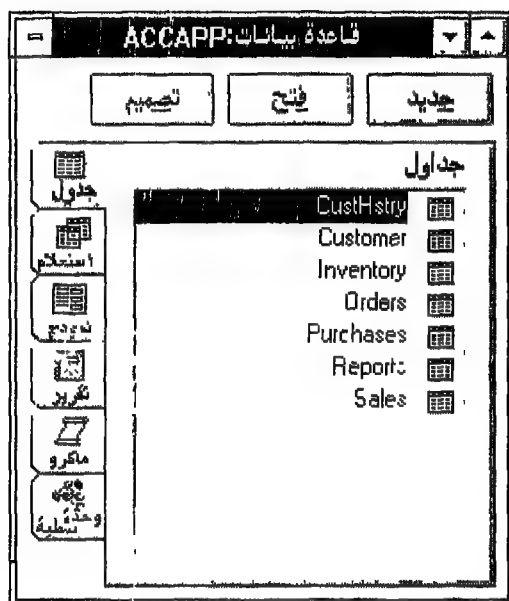 قاعدة بيانات:ACCAPP
جديد
فتح
تصميم
جداول
CustHstry
Customer
Inventory
Orders
Purchases
Reports
Sales
جدول
استعلام
نموذج
تقرير
ماكرو
وحدة نمطية